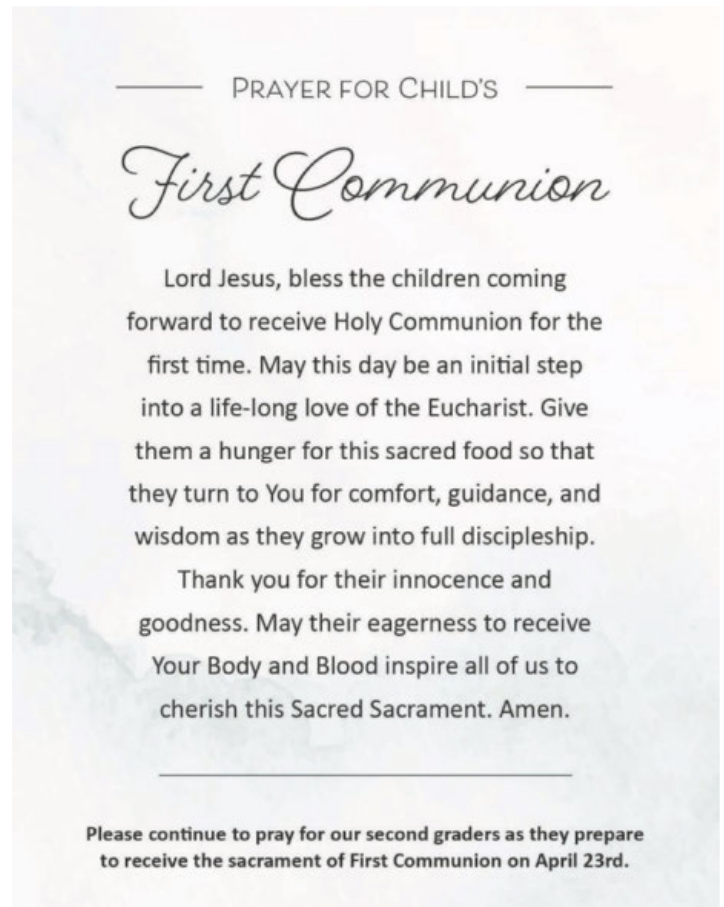 PRAYER FOR CHILD'S
First Communion
Lord Jesus, bless the children coming
forward to receive Holy Communion for the
first time. May this day be an initial step
into a life-long love of the Eucharist. Give
them a hunger for this sacred food so that
they turn to You for comfort, guidance, and
wisdom as they grow into full discipleship.
Thank you for their innocence and
goodness. May their eagerness to receive
Your Body and Blood inspire all of us to
cherish this Sacred Sacrament. Amen.
Please continue to pray for our second graders as they prepare
to receive the sacrament of First Communion on April 23rd.